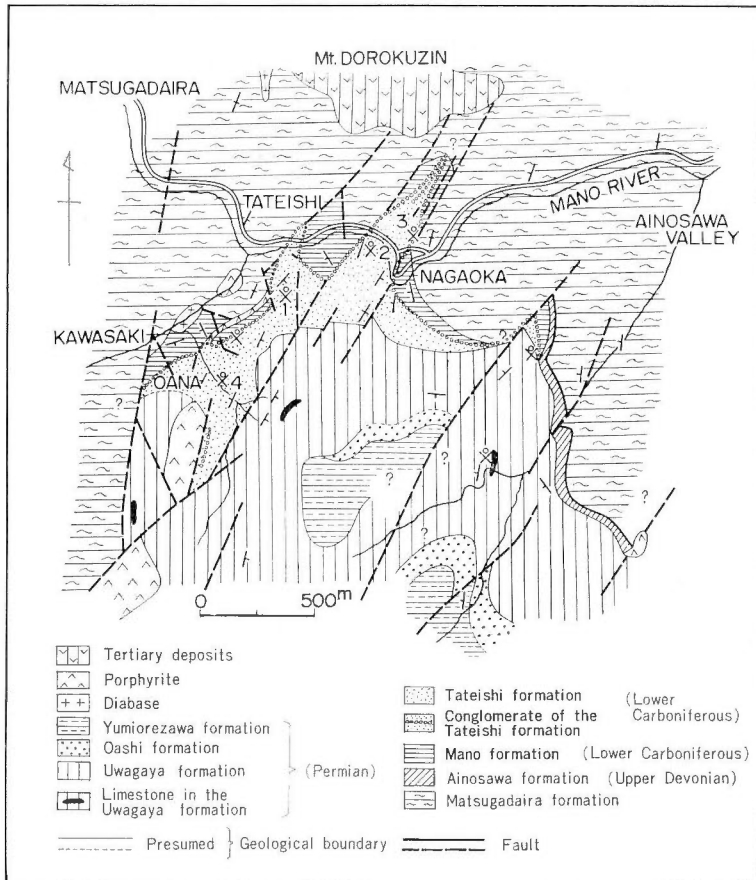 Mt. DOROKUZIN
MATSUGADAIRA
TATEISHI
MANO RIVER
AINOSAWA
VALLEY
3
2
NAGAOKA
1
KAWASAKI
OANA
4
?
?
?
?
?
?
?
0 500m
Tertiary deposits
Porphyrite
Diabase
Yumiorezawa formation
Oashi formation
Uwagaya formation
(Permian)
Limestone in the
Uwagaya formation
Tateishi formation
Conglomerate of the
Tateishi formation
(Lower
Carboniferous)
Mano formation (Lower Carboniferous)
Ainosawa formation (Upper Devonian)
Matsugadaira formation
Presumed } Geological boundary
Fault